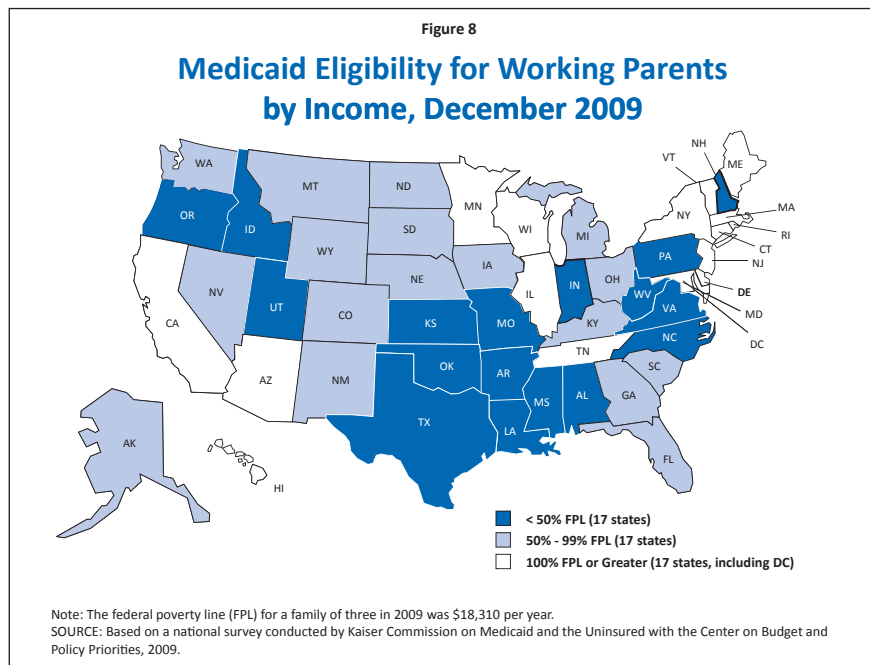 Figure 8
Medicaid Eligibility for Working Parents
by Income, December 2009
NH
VT
ME
WA
MT
ND
MN
MA
OR
ID
SD
WI
NY
RI
WY
MI
CT
PA
NJ
IA
NE
OH
DE
NV
IL
IN
WV
UT
CO
VA
MD
CA
KS
MO
KY
DC
NC
TN
AZ
NM
OK
AR
SC
MS
AL
GA
TX
LA
AK
FL
HI
< 50% FPL (17 states)
50% - 99% FPL (17 states)
100% FPL or Greater (17 states, including DC)
Note: The federal poverty line (FPL) for a family of three in 2009 was $18,310 per year.
SOURCE: Based on a national survey conducted by Kaiser Commission on Medicaid and the Uninsured with the Center on Budget and
Policy Priorities, 2009.